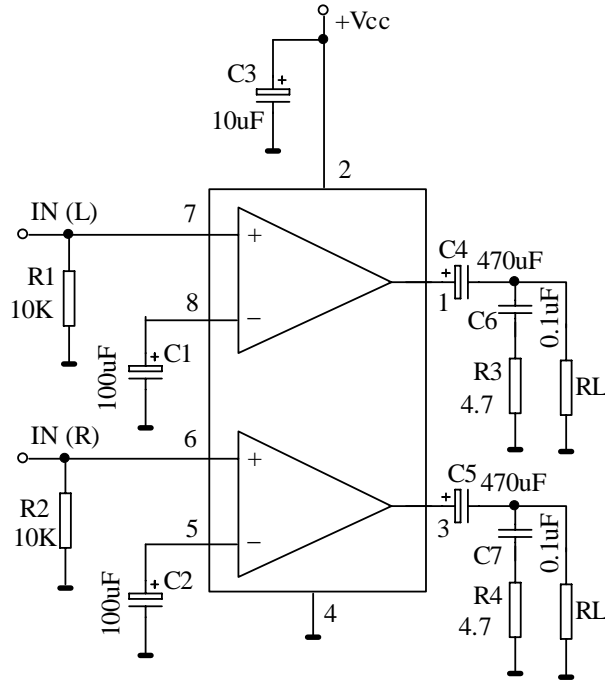 +Vcc
C3
+
10uF
2
IN (L)
7
+
R1
10K
8
−
+
C1
100uF
C4
+
470uF
1
C6
0.1uF
R3
4.7
RL
IN (R)
6
+
R2
10K
5
−
+
C2
100uF
C5
+
470uF
3
C7
0.1uF
R4
4.7
RL
4